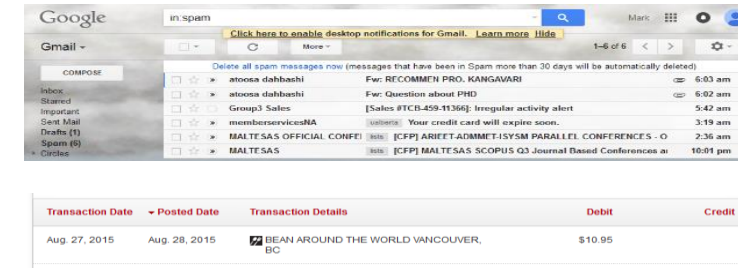 Google in:spam Mark
Click here to enable desktop notifications for Gmail. Learn more Hide
Gmail More 1–6 of 6
Delete all spam messages now (messages that have been in Spam more than 30 days will be automatically deleted)
COMPOSE
atoosa dahbashi Fw: RECOMMEN PRO. KANGAVARI 6:03 am
Inbox atoosa dahbashi Fw: Question about PHD 6:02 am
Starred
Important Group3 Sales [Sales #TCB-459-11366]: Irregular activity alert 5:42 am
Sent Mail memberservicesNA ualberta Your credit card will expire soon. 3:19 am
Drafts (1) MALTESAS OFFICIAL CONFEI lists [CFP] ARIEET-ADMMET-ISYSM PARALLEL CONFERENCES - O 2:36 am
Spam (6)
Circles MALTESAS lists [CFP] MALTESAS SCOPUS Q3 Journal Based Conferences ai 10:01 pm
Transaction Date Posted Date Transaction Details Debit Credit
Aug. 27, 2015 Aug. 28, 2015 BEAN AROUND THE WORLD VANCOUVER, $10.95
BC